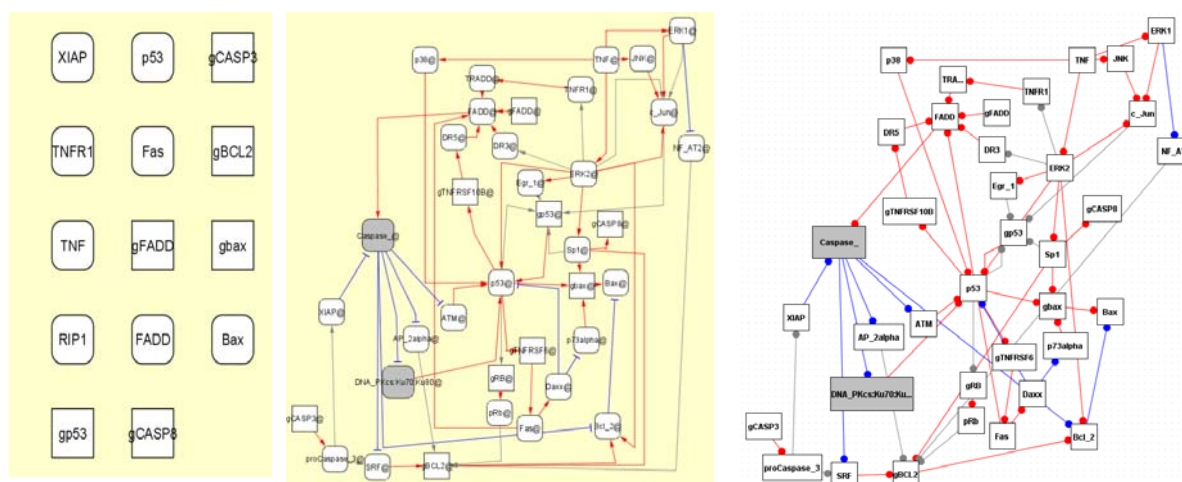 XIAP
p53
gCASP3
TNFR1
Fas
gBCL2
TNF
gFADD
gbax
RIP1
FADD
Bax
gp53
gCASP8
ERK1@
p38@
TNF@
JNK@
TRADD@
TNFR1@
FADD@
gFADD@
c_Jun@
DR5@
DR3@
NF_AT2@
ERK2@
Egr_1@
gTNFRSF10B@
gp53@
gCASP8@
Caspase_@
Sp1@
p53@
gbax@
Bax@
XIAP@
ATM@
AP_2alpha@
p73alpha@
gTNFRSF6@
DNA_PKcs:Ku70:Ku80@
gRB@
Daxx@
pRb@
gCASP3@
Fas@
Bcl_2@
proCaspase_3@
SRF@
gBCL2@
ERK1
p38
TNF
JNK
TRA...
TNFR1
FADD
gFADD
c_Jun
DR5
DR3
NF_AT
ERK2
Egr_1
gTNFRSF10B
gCASP8
gp53
Caspase_
Sp1
p53
gbax
Bax
XIAP
ATM
AP_2alpha
p73alpha
gTNFRSF6
gRB
DNA_PKcs:Ku70:Ku...
Daxx
pRb
gCASP3
Fas
Bcl_2
proCaspase_3
SRF
gBCL2